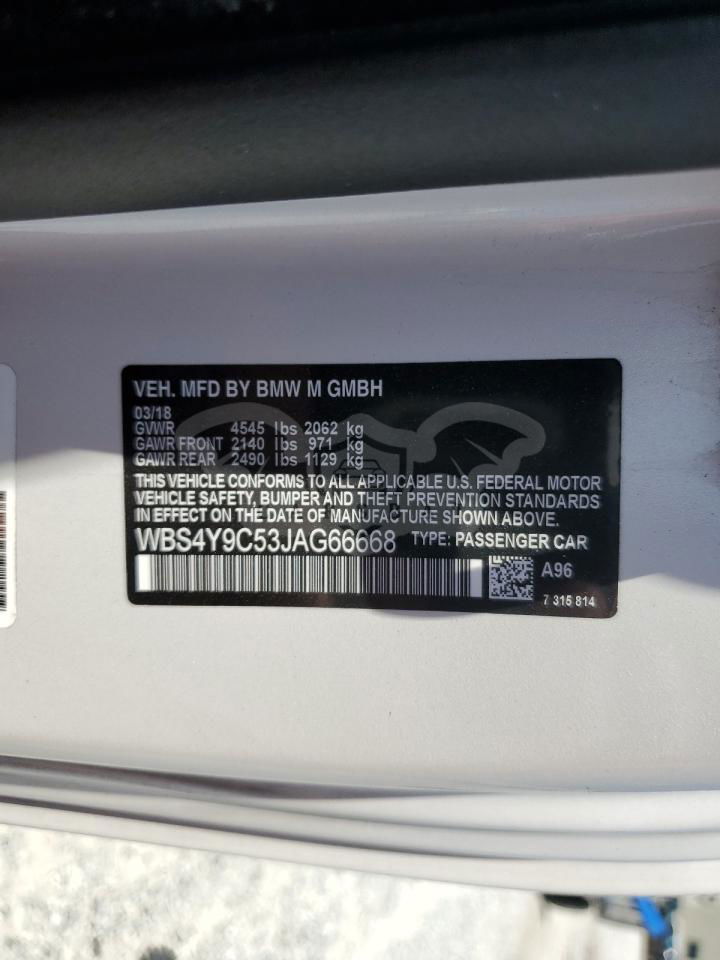 VEH. MFD BY BMW M GMBH
03/18
GVWR 4545 lbs 2062 kg
GAWR FRONT 2140 lbs 971 kg
GAWR REAR 2490 lbs 1129 kg
THIS VEHICLE CONFORMS TO ALL APPLICABLE U.S. FEDERAL MOTOR
VEHICLE SAFETY, BUMPER AND THEFT PREVENTION STANDARDS
IN EFFECT ON THE DATE OF MANUFACTURE SHOWN ABOVE.
WBS4Y9C53JAG66668 TYPE: PASSENGER CAR
A96
7 315 814